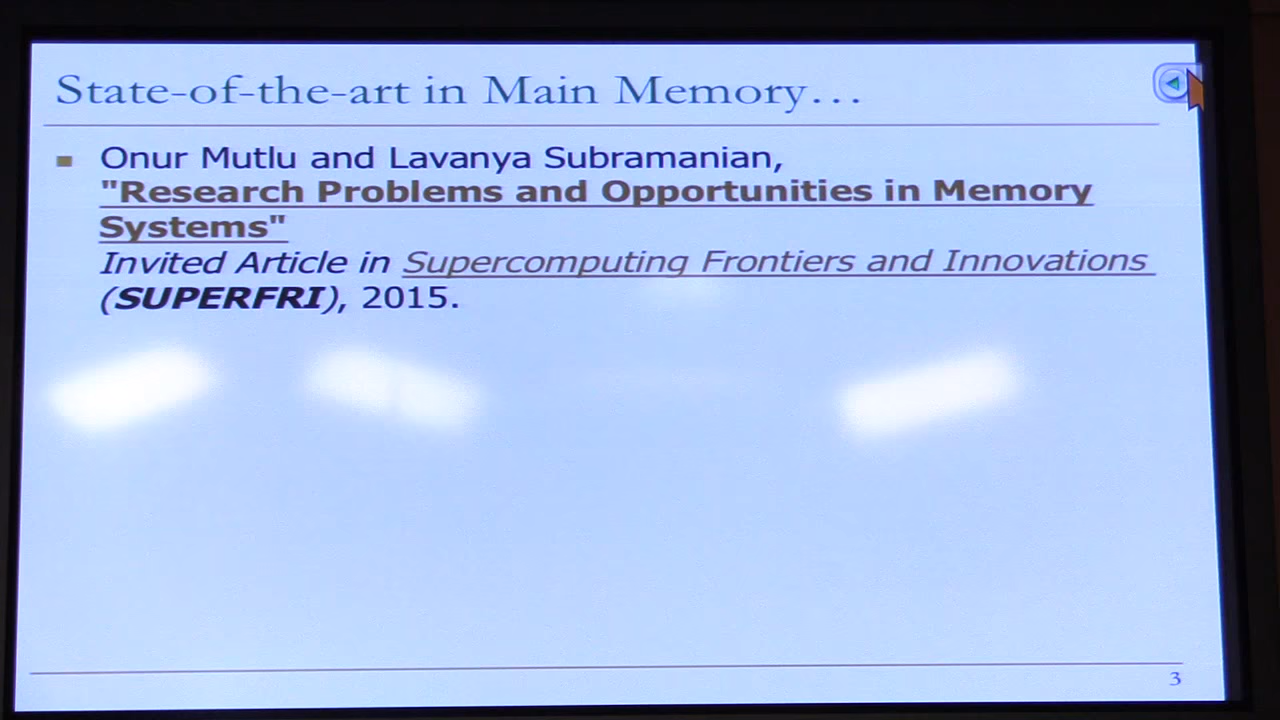 State-of-the-art in Main Memory…
Onur Mutlu and Lavanya Subramanian,
"Research Problems and Opportunities in Memory
Systems"
Invited Article in Supercomputing Frontiers and Innovations
(SUPERFRI), 2015.
3